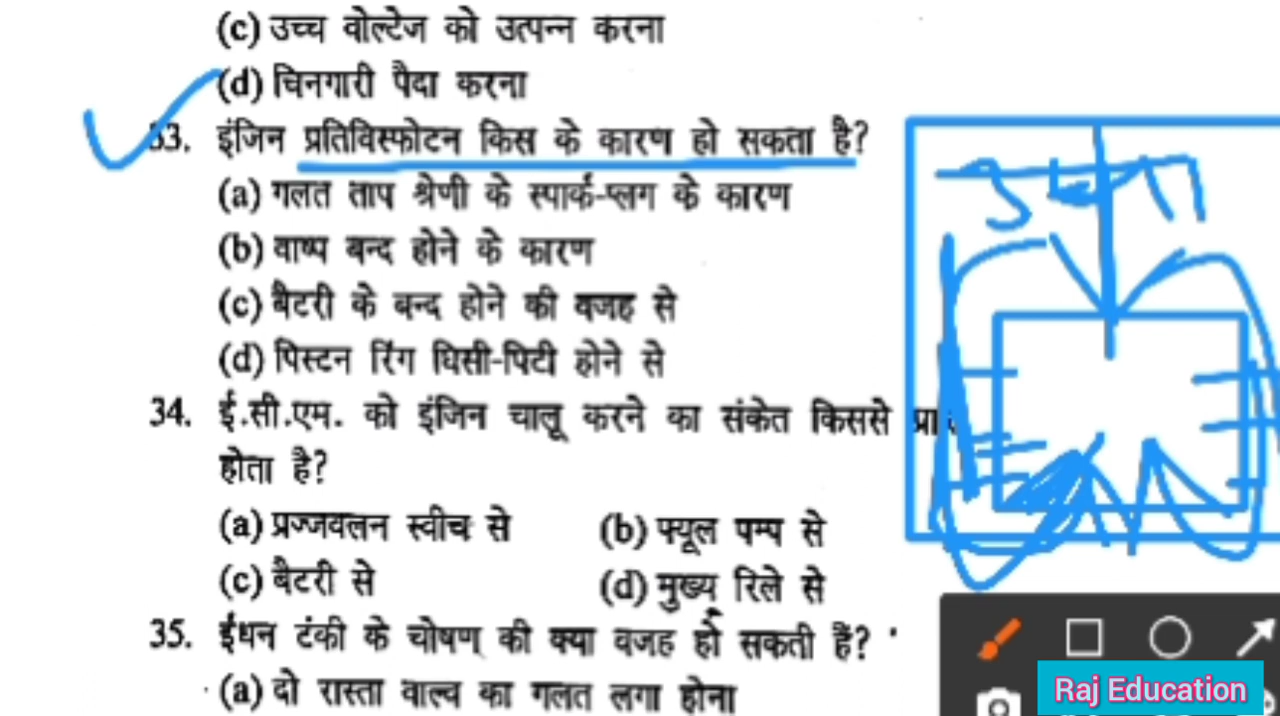 (c) उच्च वोल्टेज को उत्पन्न करना
(d) चिनगारी पैदा करना
33. इंजिन प्रतिविस्फोटन किस के कारण हो सकता है?
(a) गलत ताप श्रेणी के स्पार्क-प्लग के कारण
(b) वाष्प बन्द होने के कारण
(c) बैटरी के बन्द होने की वजह से
(d) पिस्टन रिंग घिसी-पिटी होने से
34. ई.सी.एम. को इंजिन चालू करने का संकेत किससे
होता है?
(a) प्रज्जवलन स्वीच से (b) फ्यूल पम्प से
(c) बैटरी से (d) मुख्य रिले से
35. ईंधन टंकी के चोषण् की क्या वजह हो सकती है?
(a) दो रास्ता वाल्व का गलत लगा होना
Raj Education